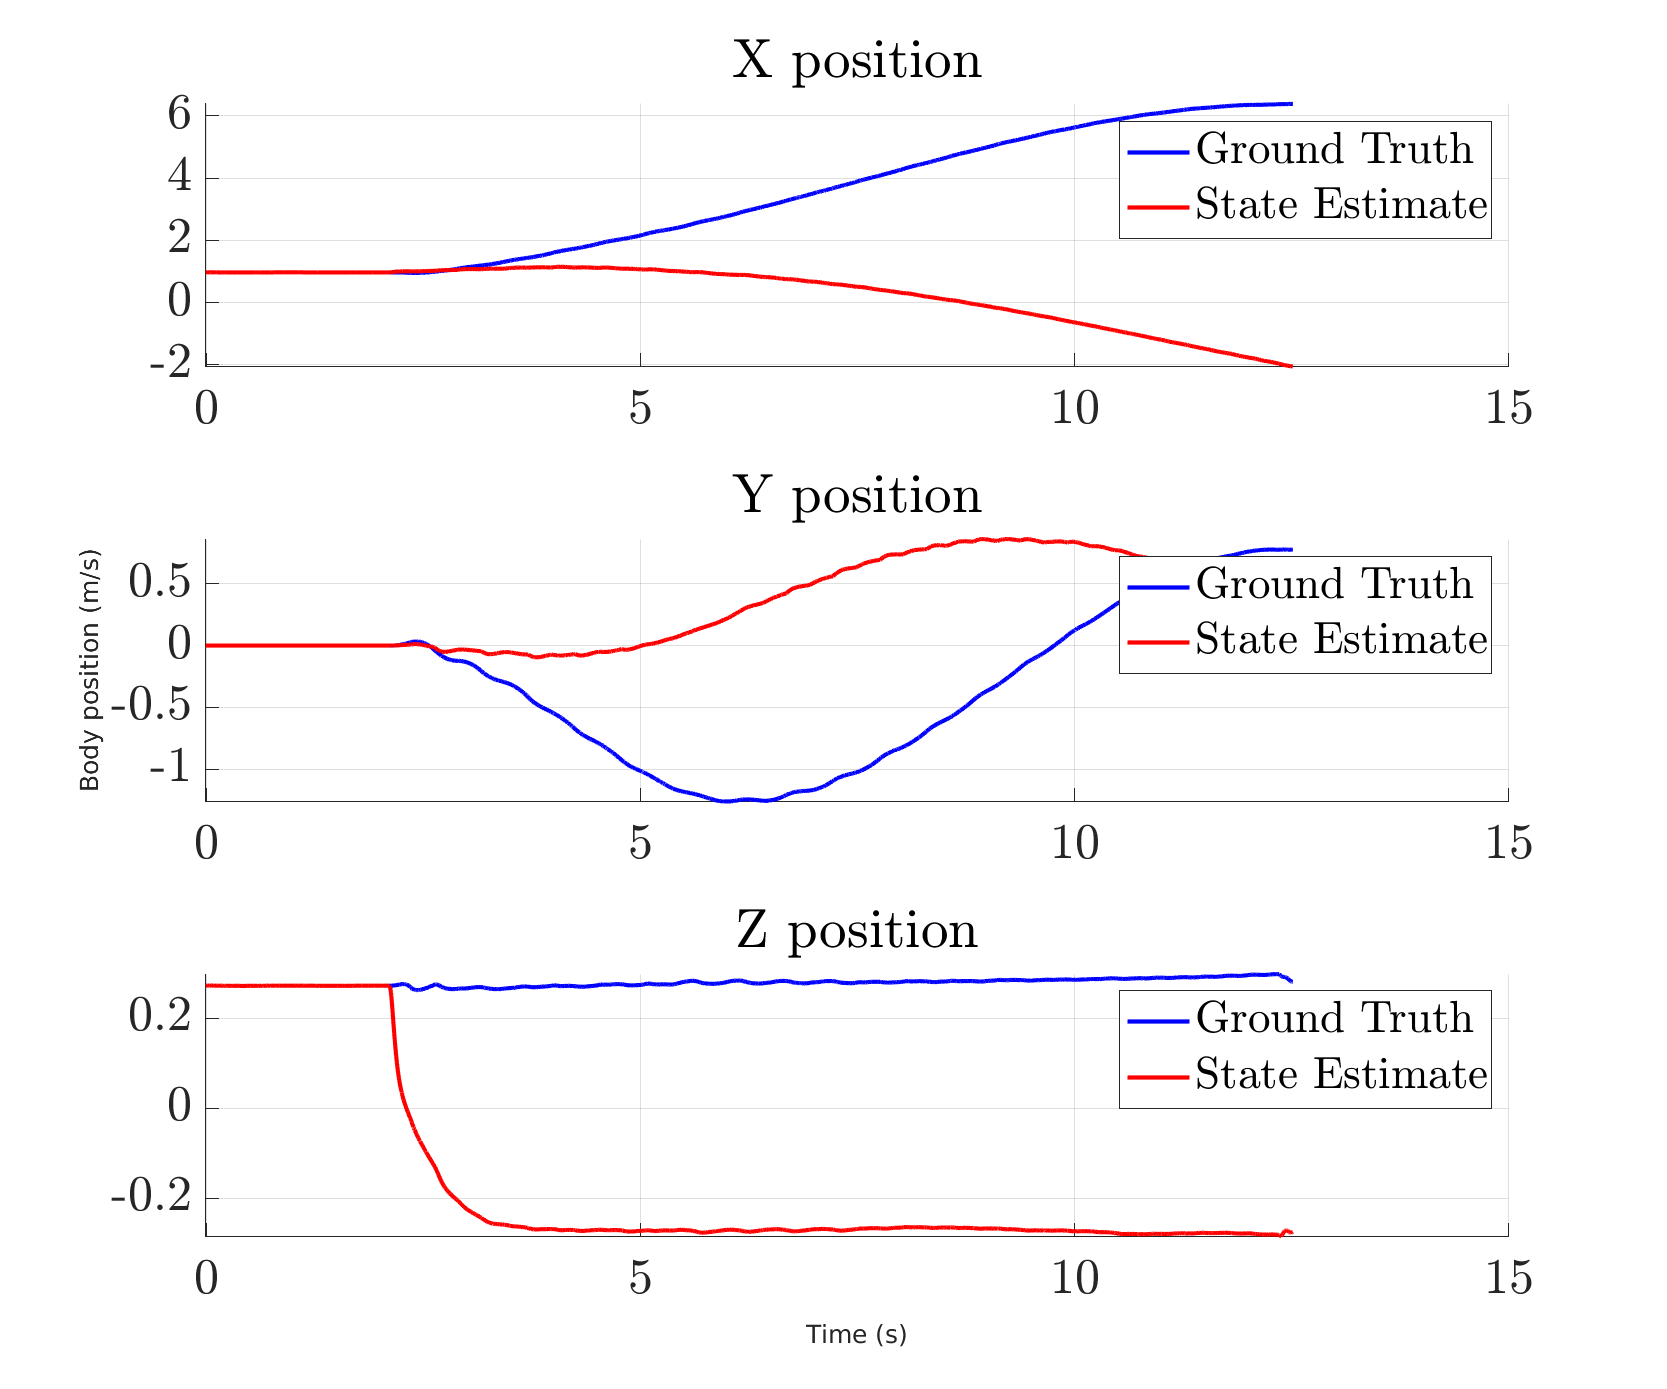 X position
6
4
2
0
-2
Ground Truth
State Estimate
0 5 10 15
Y position
Body position (m/s)
0.5
0
-0.5
-1
Ground Truth
State Estimate
0 5 10 15
Z position
0.2
0
-0.2
Ground Truth
State Estimate
0 5 10 15
Time (s)